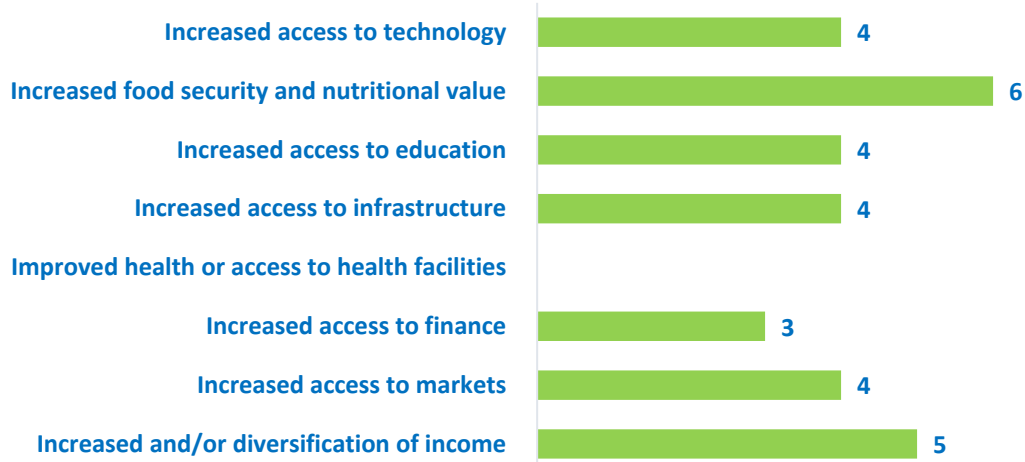 Increased access to technology 4
Increased food security and nutritional value 6
Increased access to education 4
Increased access to infrastructure 4
Improved health or access to health facilities
Increased access to finance 3
Increased access to markets 4
Increased and/or diversification of income 5